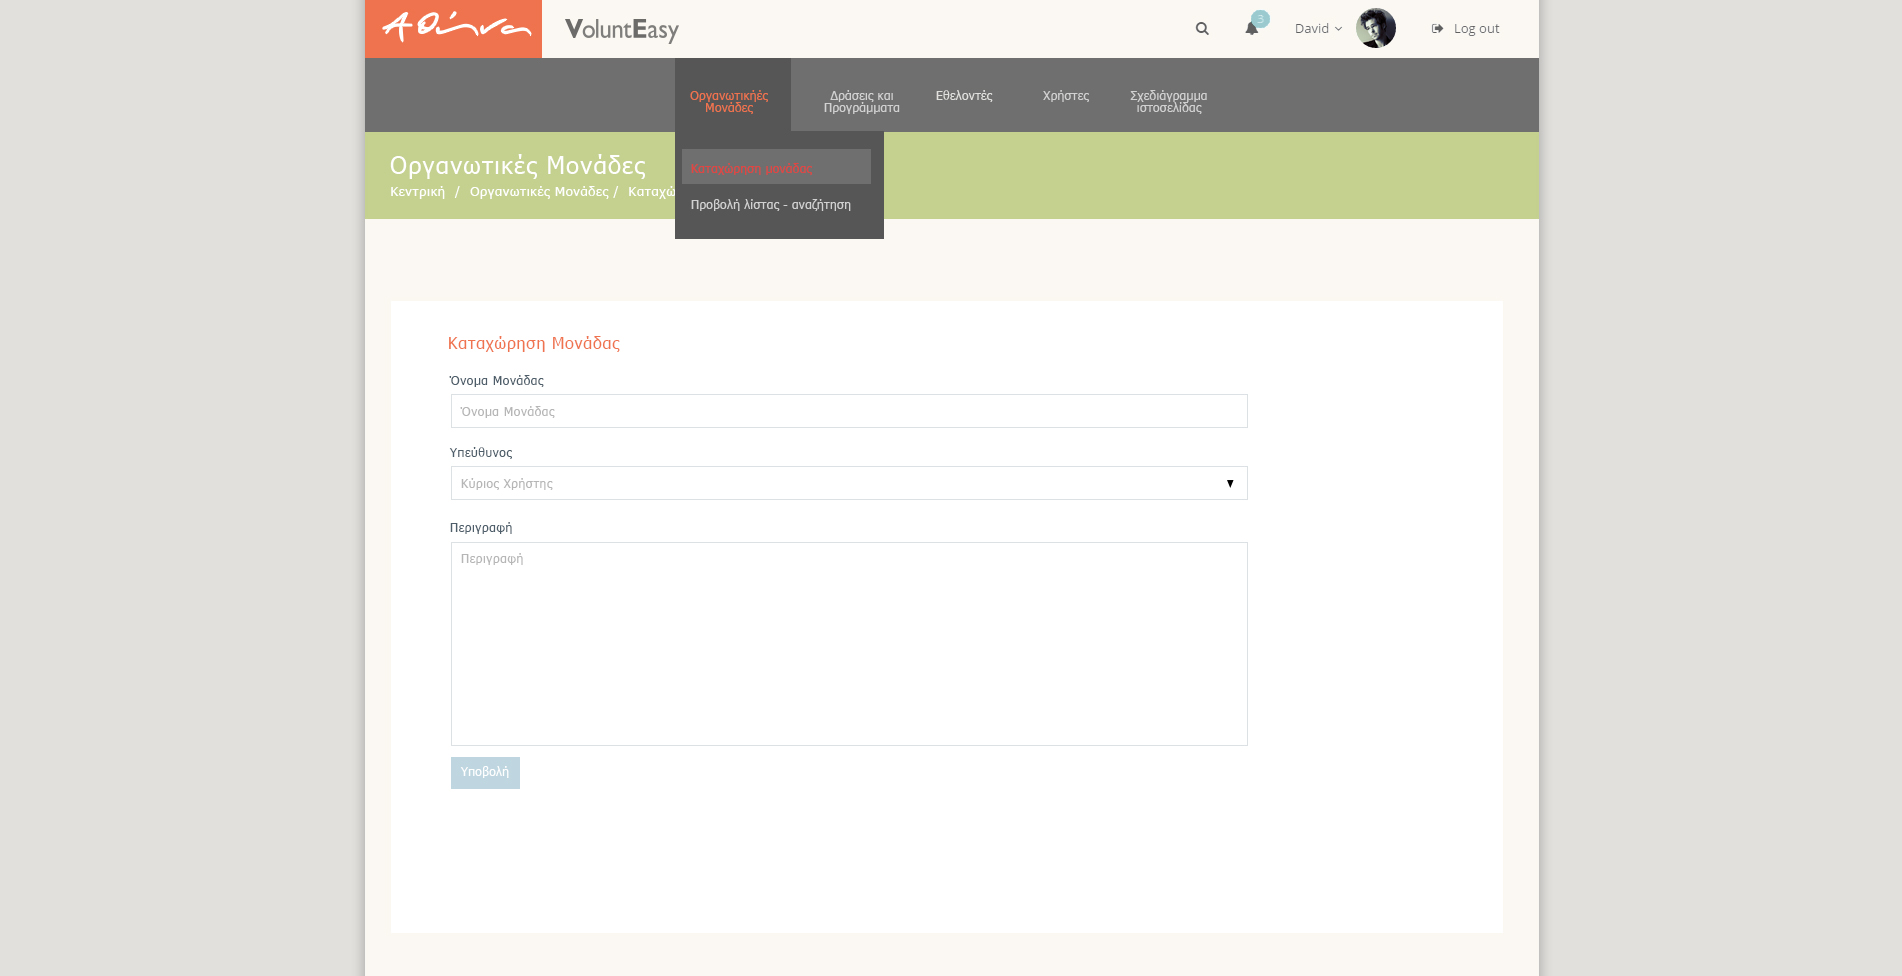 Αθήνα
VoluntEasy
3
David
Log out
Οργανωτικήές
Μονάδες
Δράσεις και
Προγράμματα
Εθελοντές
Χρήστες
Σχεδιάγραμμα
ιστοσελίδας
Καταχώρηση μονάδας
Προβολή λίστας - αναζήτηση
Οργανωτικές Μονάδες
Κεντρική / Οργανωτικές Μονάδες / Καταχώ
Καταχώρηση Μονάδας
Όνομα Μονάδας
Όνομα Μονάδας
Υπεύθυνος
Κύριος Χρήστης
Περιγραφή
Περιγραφή
Υποβολή